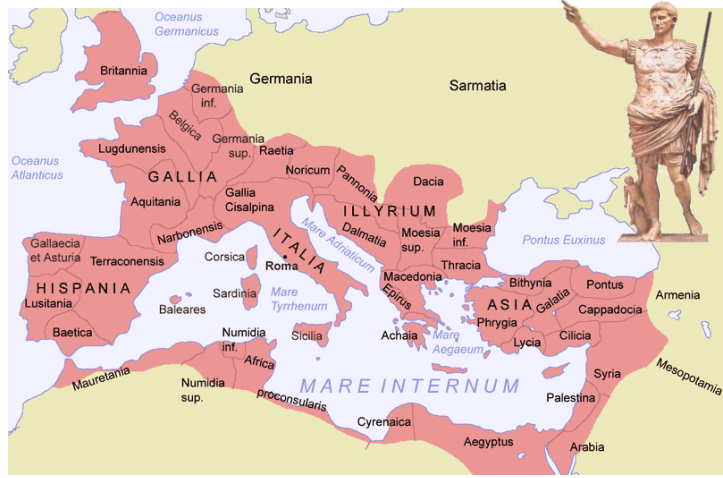 Oceanus
Germanicus
Britannia
Germania
inf.
Germania
Sarmatia
Belgica
Lugdunensis
Germania
sup.
Raetia
Oceanus
Atlanticus
GALLIA
Noricum
Pannonia
Dacia
Aquitania
Gallia
Cisalpina
ILLYRIUM
Dalmatia
Moesia
sup.
Moesia
inf.
Pontus Euxinus
Narbonensis
ITALIA
Mare Adriaticum
Gallaecia
et Asturia
Terraconensis
Corsica
Roma
Thracia
Macedonia
Epirus
HISPANIA
Lusitania
Baetica
Baleares
Sardinia
Mare
Tyrrhenum
Sicilia
Achaia
Mare
Aegaeum
Bithynia
Pontus
ASIA
Galatia
Cappadocia
Armenia
Phrygia
Lycia
Cilicia
Mauretania
Numidia
inf.
Numidia
sup.
Africa
proconsularis
MARE INTERNUM
Syria
Mesopotamia
Palestina
Cyrenaica
Aegyptus
Arabia